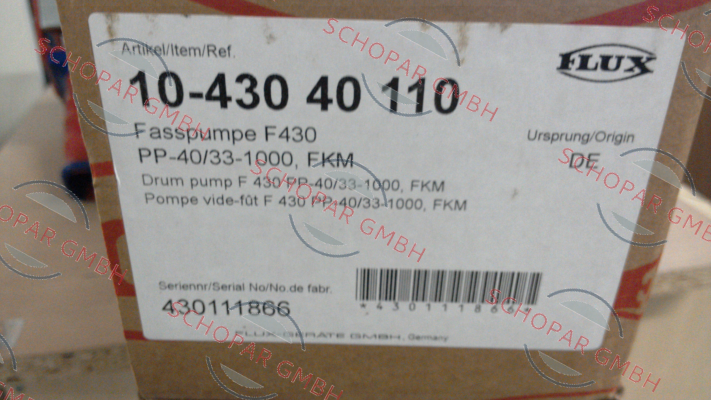 Artikel/Item/Ref.
FLUX
10-430 40 110
Fasspumpe F430
PP-40/33-1000, FKM
Ursprung/Origin
DE
Drum pump F 430 PP-40/33-1000, FKM
Pompe vide-fût F 430 PP-40/33-1000, FKM
Seriennr/Serial No/No.de fabr.
430111866
*430111866*
FLUX-GERÄTE GMBH, Germany
SCHOPAR GMBH
SCHOPAR GMBH
SCHOPAR GMBH
SCHOPAR GMBH
SCHOPAR GMBH